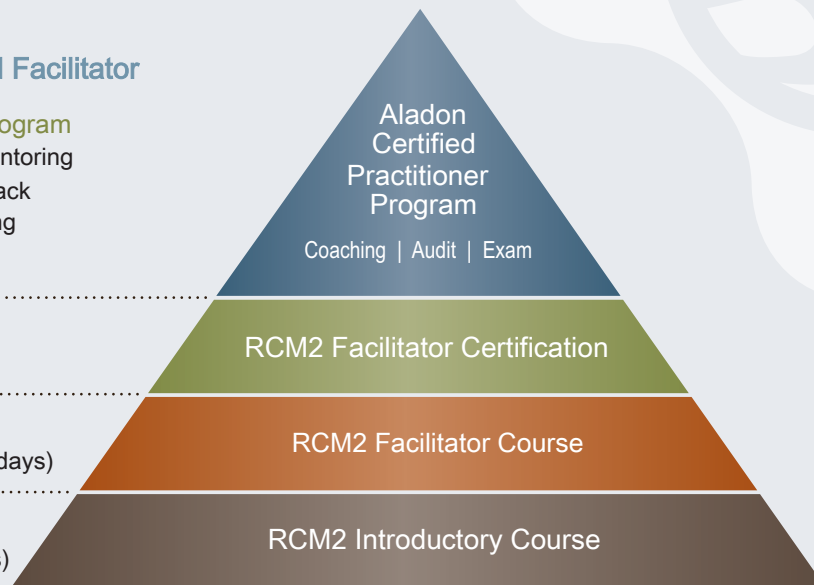 Facilitator
ogram
ntoring
ack
ng
days)
s)
Aladon
Certified
Practitioner
Program
Coaching | Audit | Exam
RCM2 Facilitator Certification
RCM2 Facilitator Course
RCM2 Introductory Course